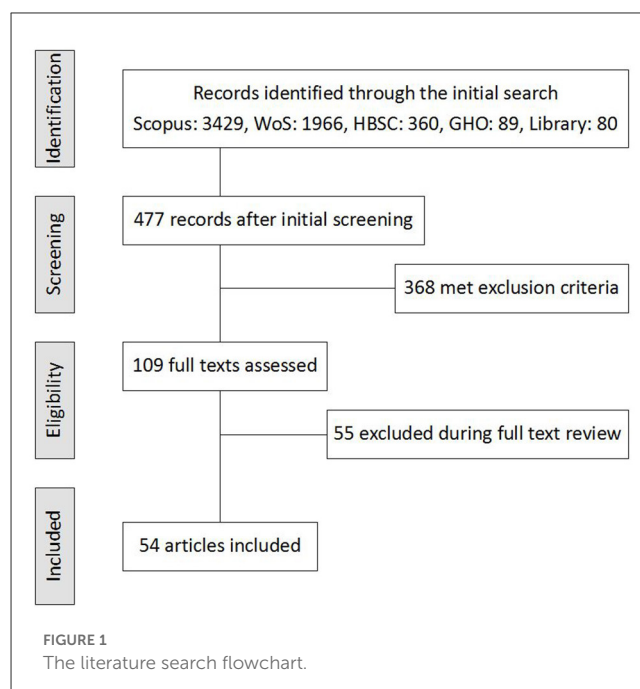 Identification
Records identified through the initial search
Scopus: 3429, WoS: 1966, HBSC: 360, GHO: 89, Library: 80
Screening
477 records after initial screening
368 met exclusion criteria
Eligibility
109 full texts assessed
55 excluded during full text review
Included
54 articles included
FIGURE 1
The literature search flowchart.